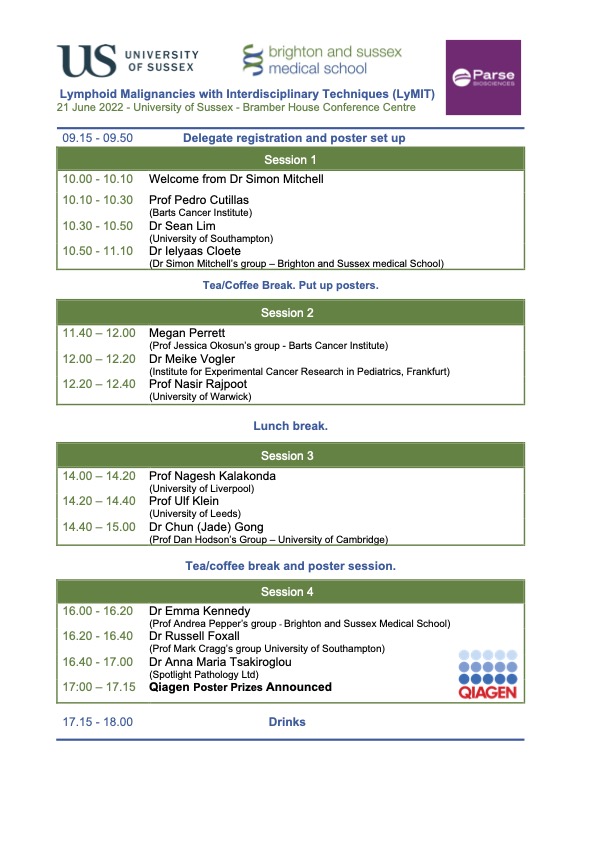 US UNIVERSITY
OF SUSSEX
brighton and sussex
medical school
Parse
BIOSCIENCES
Lymphoid Malignancies with Interdisciplinary Techniques (LyMIT)
21 June 2022 - University of Sussex - Bramber House Conference Centre
09.15 - 09.50 Delegate registration and poster set up
Session 1
10.00 - 10.10 Welcome from Dr Simon Mitchell
10.10 - 10.30 Prof Pedro Cutillas
(Barts Cancer Institute)
10.30 - 10.50 Dr Sean Lim
(University of Southampton)
10.50 - 11.10 Dr Ielyaas Cloete
(Dr Simon Mitchell's group – Brighton and Sussex medical School)
Tea/Coffee Break. Put up posters.
Session 2
11.40 – 12.00 Megan Perrett
(Prof Jessica Okosun's group - Barts Cancer Institute)
12.00 – 12.20 Dr Meike Vogler
(Institute for Experimental Cancer Research in Pediatrics, Frankfurt)
12.20 - 12.40 Prof Nasir Rajpoot
(University of Warwick)
Lunch break.
Session 3
14.00 – 14.20 Prof Nagesh Kalakonda
(University of Liverpool)
14.20 – 14.40 Prof Ulf Klein
(University of Leeds)
14.40 – 15.00 Dr Chun (Jade) Gong
(Prof Dan Hodson's Group – University of Cambridge)
Tea/coffee break and poster session.
Session 4
16.00 - 16.20 Dr Emma Kennedy
(Prof Andrea Pepper's group - Brighton and Sussex Medical School)
16.20 - 16.40 Dr Russell Foxall
(Prof Mark Cragg's group University of Southampton)
16.40 - 17.00 Dr Anna Maria Tsakiroglou
(Spotlight Pathology Ltd)
17:00 – 17.15 Qiagen Poster Prizes Announced
QIAGEN
17.15 - 18.00 Drinks